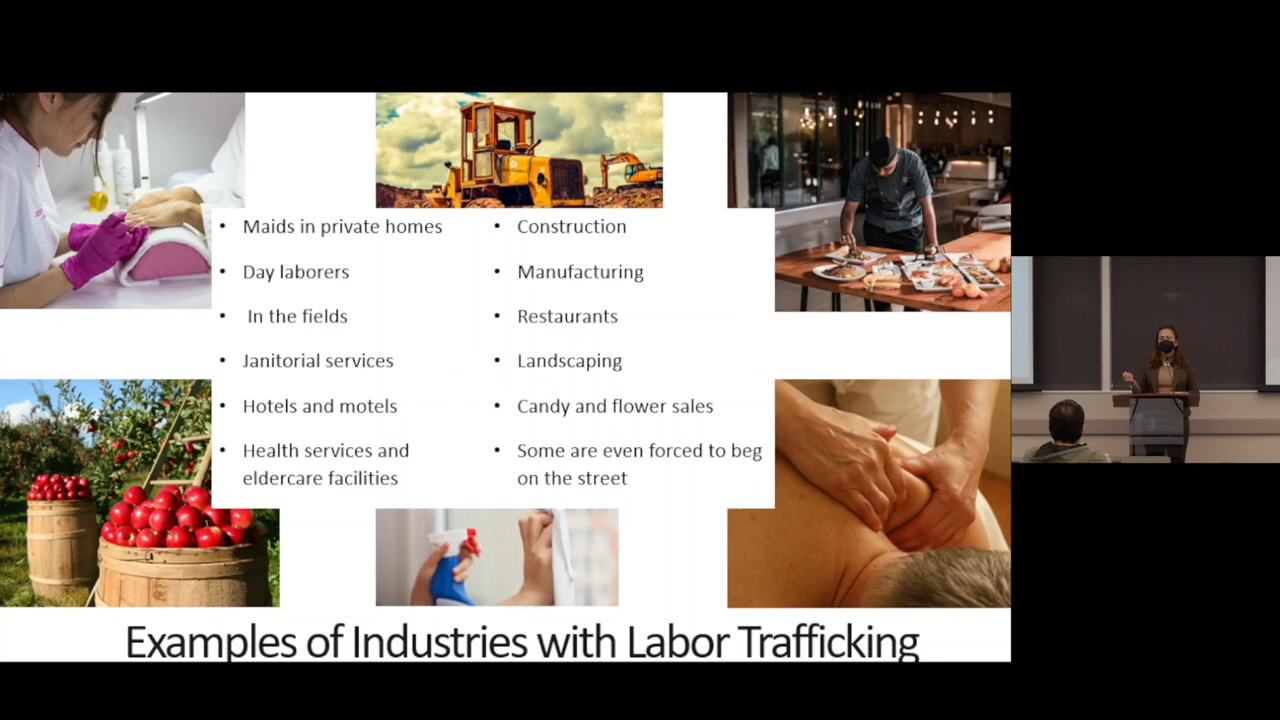 • Maids in private homes
• Day laborers
• In the fields
• Janitorial services
• Hotels and motels
• Health services and
eldercare facilities
• Construction
• Manufacturing
• Restaurants
• Landscaping
• Candy and flower sales
• Some are even forced to beg
on the street
Examples of Industries with Labor Trafficking